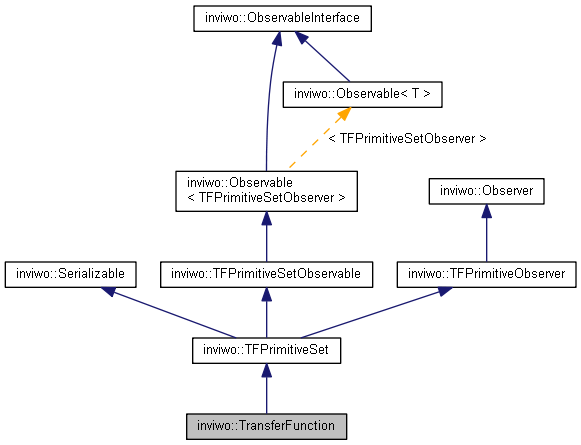 inviwo::ObservableInterface
inviwo::Observable< T >
< TFPrimitiveSetObserver >
inviwo::Observable
< TFPrimitiveSetObserver >
inviwo::Observer
inviwo::Serializable
inviwo::TFPrimitiveSetObservable
inviwo::TFPrimitiveObserver
inviwo::TFPrimitiveSet
inviwo::TransferFunction